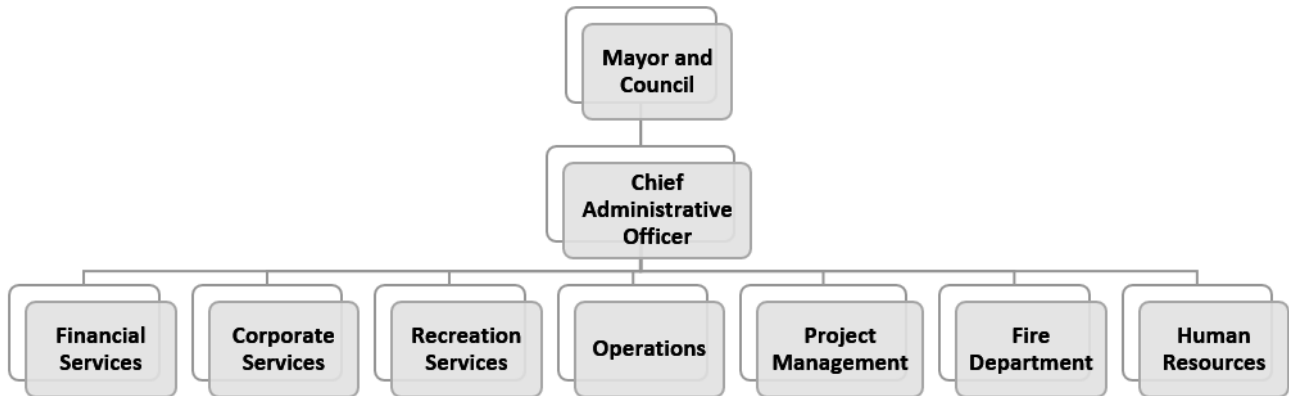 Mayor and
Council
Chief
Administrative
Officer
Financial
Services
Corporate
Services
Recreation
Services
Operations
Project
Management
Fire
Department
Human
Resources